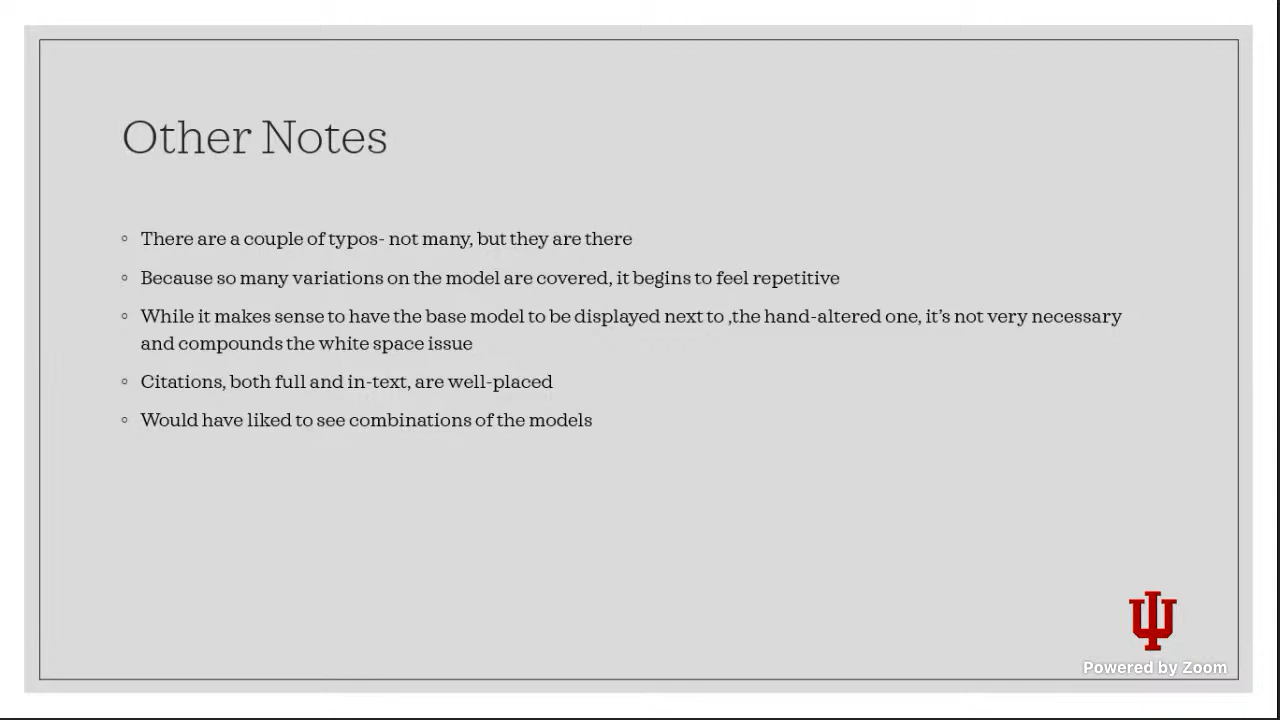 Other Notes
There are a couple of typos- not many, but they are there
Because so many variations on the model are covered, it begins to feel repetitive
While it makes sense to have the base model to be displayed next to ,the hand-altered one, it’s not very necessary
and compounds the white space issue
Citations, both full and in-text, are well-placed
Would have liked to see combinations of the models
Powered by Zoom